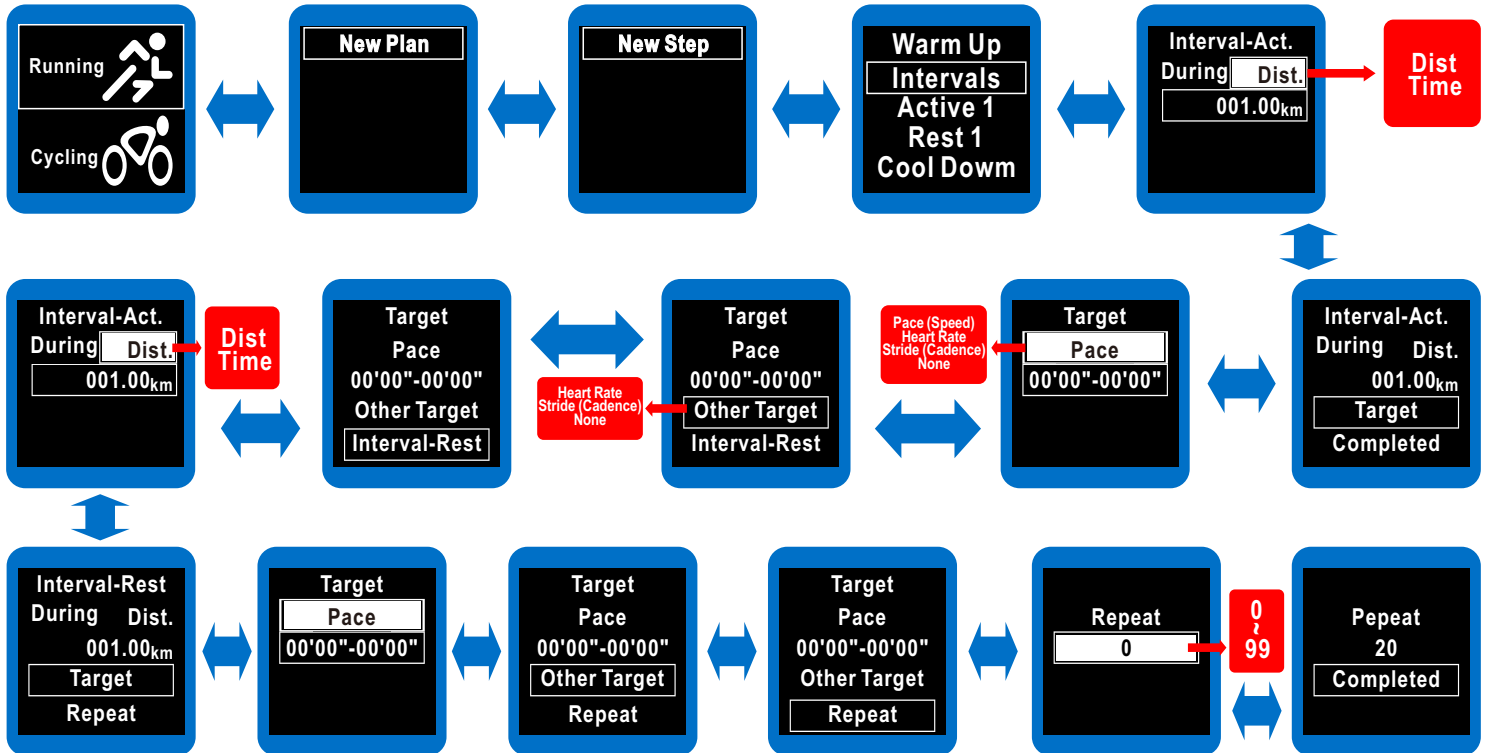 Running
Cycling
New Plan
New Step
Warm Up
Intervals
Active 1
Rest 1
Cool Dowm
Interval-Act.
During Dist.
001.00km
Dist
Time
Interval-Act.
During Dist.
001.00km
Dist
Time
Target
Pace
00'00"-00'00"
Other Target
Interval-Rest
Heart Rate
Stride (Cadence)
None
Target
Pace
00'00"-00'00"
Other Target
Interval-Rest
Pace (Speed)
Heart Rate
Stride (Cadence)
None
Target
Pace
00'00"-00'00"
Interval-Act.
During Dist.
001.00km
Target
Completed
Interval-Rest
During Dist.
001.00km
Target
Repeat
Target
Pace
00'00"-00'00"
Target
Pace
00'00"-00'00"
Other Target
Repeat
Target
Pace
00'00"-00'00"
Other Target
Repeat
Repeat
0
0
~
99
Pepeat
20
Completed